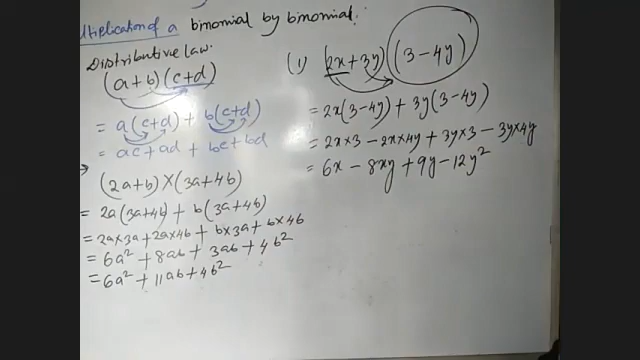 Multiplication of a binomial by binomial.
Distributive law:
(a+b)(c+d)
= a(c+d) + b(c+d)
= ac + ad + bc + bd
(2a+b) × (3a+4b)
= 2a(3a+4b) + b(3a+4b)
= 2a×3a + 2a×4b + b×3a + b×4b
= 6a² + 8ab + 3ab + 4b²
= 6a² + 11ab + 4b²
(1) (2x+3y)(3-4y)
= 2x(3-4y) + 3y(3-4y)
= 2x×3 - 2x×4y + 3y×3 - 3y×4y
= 6x - 8xy + 9y - 12y²